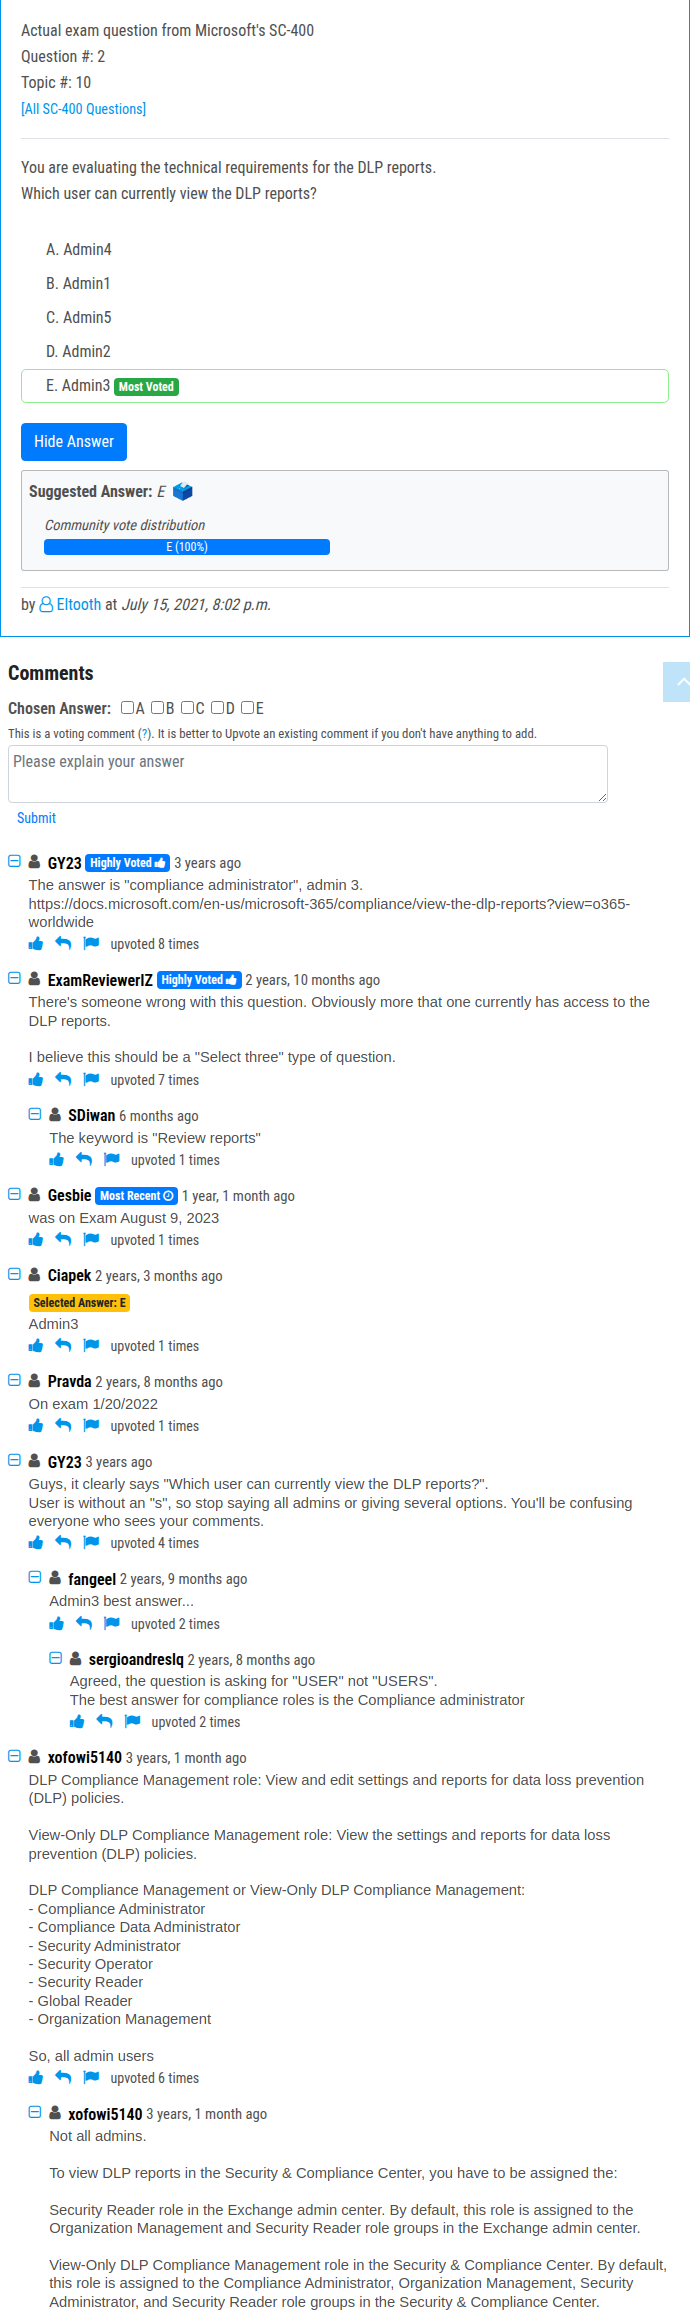 Actual exam question from Microsoft's SC-400
Question #: 2
Topic #: 10
[All SC-400 Questions]
You are evaluating the technical requirements for the DLP reports.
Which user can currently view the DLP reports?
A. Admin4
B. Admin1
C. Admin5
D. Admin2
E. Admin3 Most Voted
Hide Answer
Suggested Answer: E
Community vote distribution
E (100%)
by Eltooth at July 15, 2021, 8:02 p.m.
Comments
Chosen Answer: A B C D E
This is a voting comment (?). It is better to Upvote an existing comment if you don't have anything to add.
Please explain your answer
Submit
GY23 Highly Voted 3 years ago
The answer is "compliance administrator", admin 3.
https://docs.microsoft.com/en-us/microsoft-365/compliance/view-the-dlp-reports?view=o365-
worldwide
upvoted 8 times
ExamReviewerIZ Highly Voted 2 years, 10 months ago
There's someone wrong with this question. Obviously more that one currently has access to the
DLP reports.
I believe this should be a "Select three" type of question.
upvoted 7 times
SDiwan 6 months ago
The keyword is "Review reports"
upvoted 1 times
Gesbie Most Recent 1 year, 1 month ago
was on Exam August 9, 2023
upvoted 1 times
Ciapek 2 years, 3 months ago
Selected Answer: E
Admin3
upvoted 1 times
Pravda 2 years, 8 months ago
On exam 1/20/2022
upvoted 1 times
GY23 3 years ago
Guys, it clearly says "Which user can currently view the DLP reports?".
User is without an "s", so stop saying all admins or giving several options. You'll be confusing
everyone who sees your comments.
upvoted 4 times
fangeel 2 years, 9 months ago
Admin3 best answer...
upvoted 2 times
sergioandreslq 2 years, 8 months ago
Agreed, the question is asking for "USER" not "USERS".
The best answer for compliance roles is the Compliance administrator
upvoted 2 times
xofowi5140 3 years, 1 month ago
DLP Compliance Management role: View and edit settings and reports for data loss prevention
(DLP) policies.
View-Only DLP Compliance Management role: View the settings and reports for data loss
prevention (DLP) policies.
DLP Compliance Management or View-Only DLP Compliance Management:
- Compliance Administrator
- Compliance Data Administrator
- Security Administrator
- Security Operator
- Security Reader
- Global Reader
- Organization Management
So, all admin users
upvoted 6 times
xofowi5140 3 years, 1 month ago
Not all admins.
To view DLP reports in the Security & Compliance Center, you have to be assigned the:
Security Reader role in the Exchange admin center. By default, this role is assigned to the
Organization Management and Security Reader role groups in the Exchange admin center.
View-Only DLP Compliance Management role in the Security & Compliance Center. By default,
this role is assigned to the Compliance Administrator, Organization Management, Security
Administrator, and Security Reader role groups in the Security & Compliance Center.